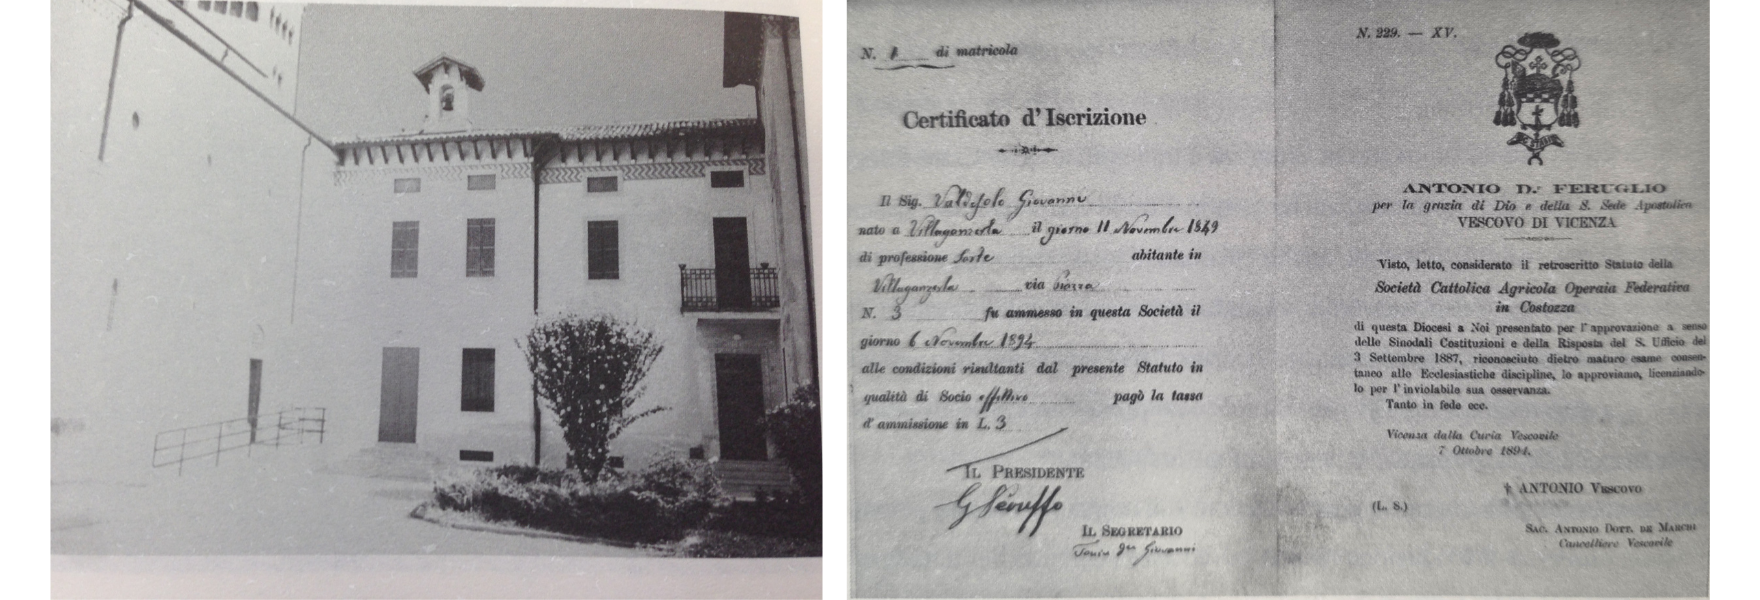 N. 1 di matricola
Certificato d'Iscrizione
Il Sig. Valdisolo Giovanni
nato a Villaganzerla il giorno 11 Novembre 1849
di professione Sarte abitante in
Villaganzerla via Piazza
N. 3 fu ammesso in questa Società il
giorno 6 Novembre 1894
alle condizioni risultanti dal presente Statuto in
qualità di Socio effettivo pagò la tassa
d'ammissione in L. 3
IL PRESIDENTE
IL SEGRETARIO
Giovanni
N. 229. — XV.
ANTONIO D.r FERUGLIO
per la grazia di Dio e della S. Sede Apostolica
VESCOVO DI VICENZA
Visto, letto, considerato il retroscritto Statuto della
Società Cattolica Agricola Operaia Federativa
in Costozza
di questa Diocesi a Noi presentato per l'approvazione a senso
delle Sinodali Costituzioni e della Risposta del S. Ufficio del
3 Settembre 1887, riconosciuto dietro maturo esame consen-
taneo alle Ecclesiastiche discipline, lo approviamo, licenziando-
lo per l'inviolabile sua osservanza.
Tanto in fede ecc.
Vicenza dalla Curia Vescovile
7 Ottobre 1894.
† ANTONIO VESCOVO
(L. S.)
SAC. ANTONIO DOTT. DE MARCHI
Cancelliere Vescovile